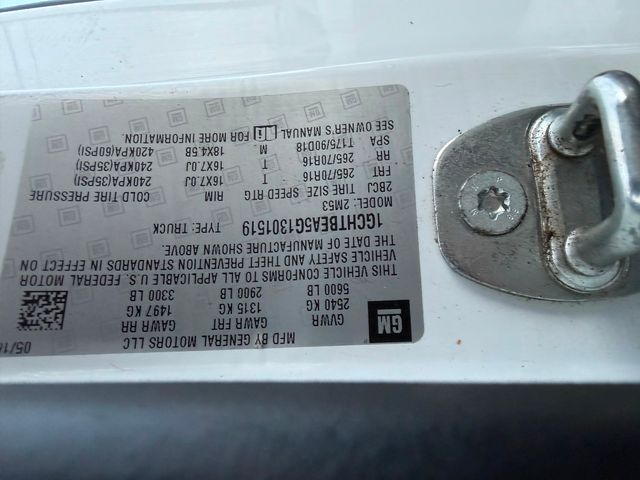 MFD BY GENERAL MOTORS LLC
05/16
GM
GVWR GAWR FRT GAWR RR
2540 KG 1315 KG 1497 KG
5600 LB 2900 LB 3300 LB
THIS VEHICLE CONFORMS TO ALL APPLICABLE U.S. FEDERAL MOTOR
VEHICLE SAFETY AND THEFT PREVENTION STANDARDS IN EFFECT ON
THE DATE OF MANUFACTURE SHOWN ABOVE.
1GCHTBEA5G1301519 TYPE: TRUCK
MODEL: 2M53
2BCJ TIRE SIZE SPEED RTG RIM COLD TIRE PRESSURE
FRT 265/70R16 T 16X7.0J 240KPA(35PSI)
RR 265/70R16 T 16X7.0J 240KPA(35PSI)
SPA T175/90D18 M 18X4.5B 420KPA(60PSI)
SEE OWNER'S MANUAL FOR MORE INFORMATION.